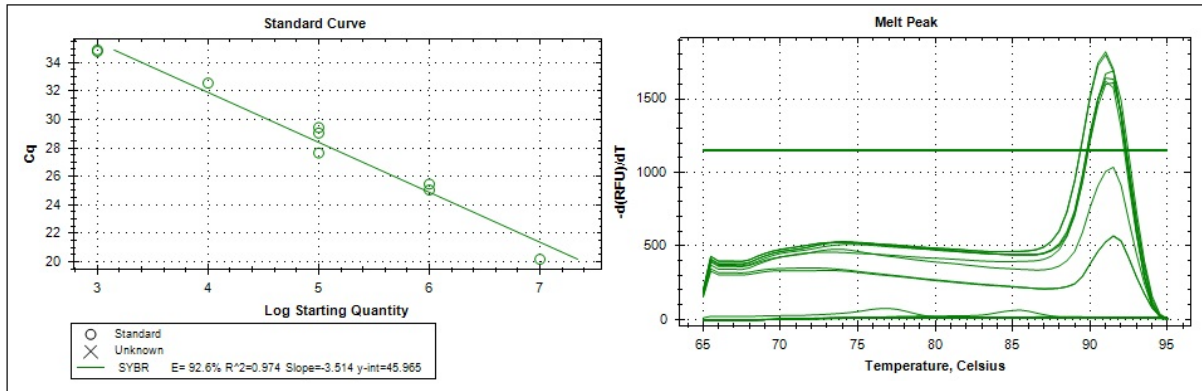 Standard Curve
Cq
34
32
30
28
26
24
22
20
3 4 5 6 7
Log Starting Quantity
Standard
Unknown
SYBR E= 92.6% R^2=0.974 Slope=-3.514 y-int=45.965
Melt Peak
-d(RFU)/dT
1500
1000
500
0
65 70 75 80 85 90 95
Temperature, Celsius